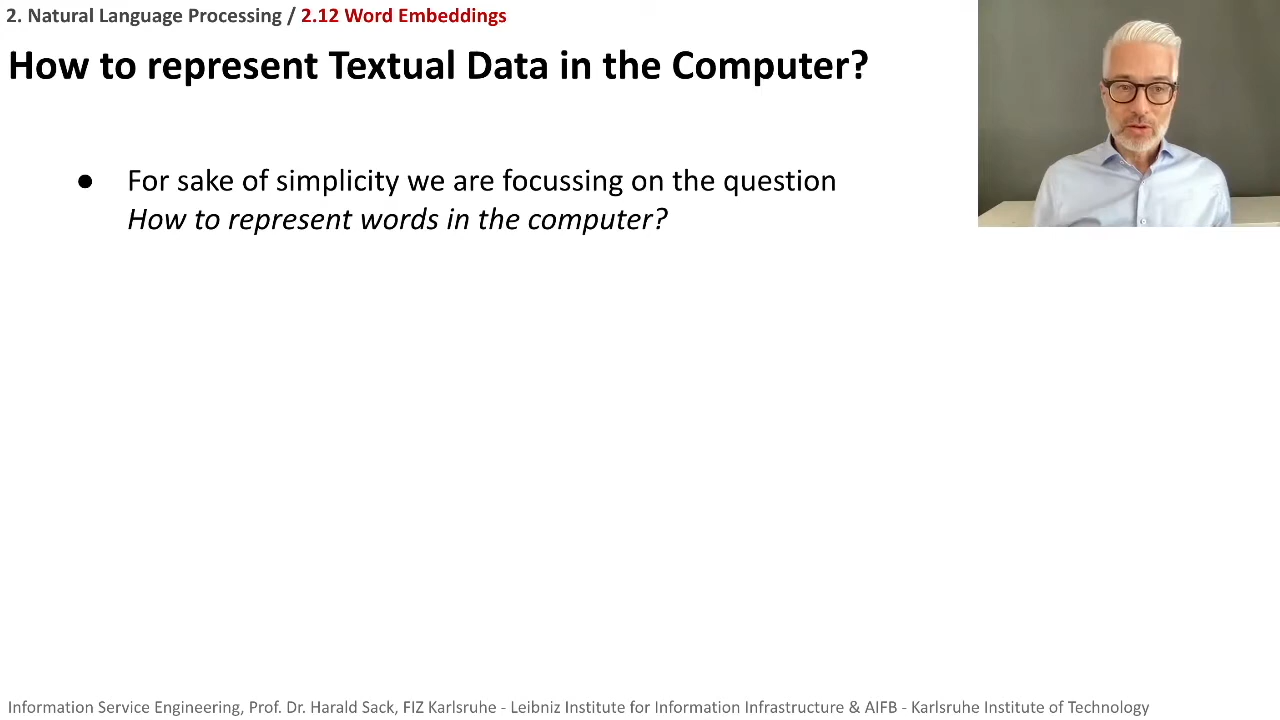 2. Natural Language Processing / 2.12 Word Embeddings
How to represent Textual Data in the Computer?
● For sake of simplicity we are focussing on the question
How to represent words in the computer?
Information Service Engineering, Prof. Dr. Harald Sack, FIZ Karlsruhe - Leibniz Institute for Information Infrastructure & AIFB - Karlsruhe Institute of Technology